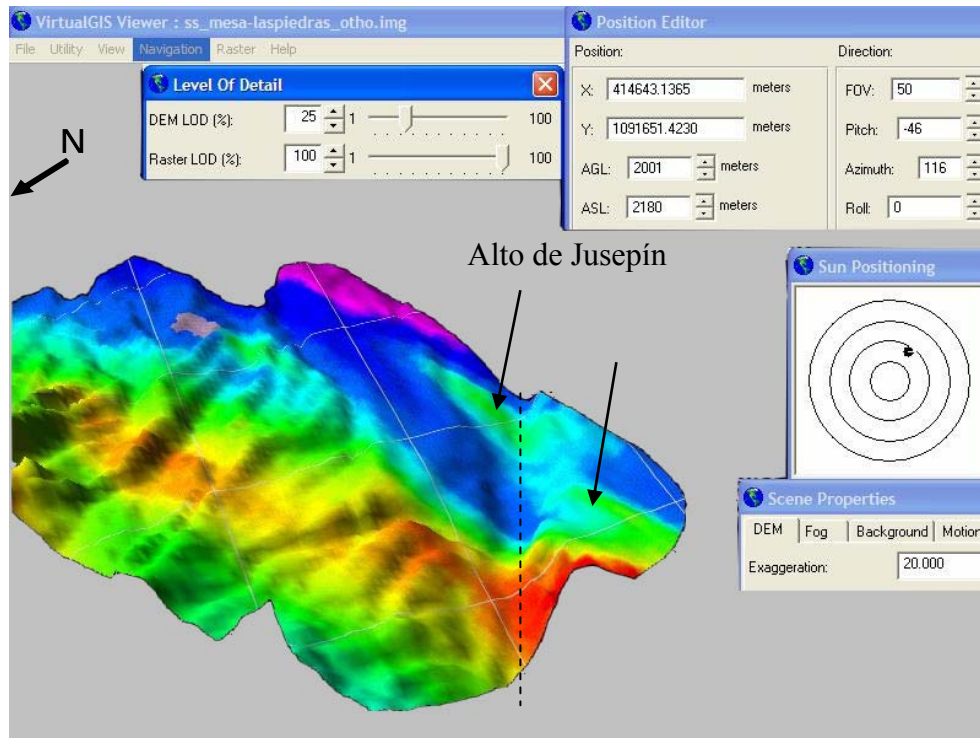 VirtualGIS Viewer : ss_mesa-laspiedras_otho.img
File Utility View Navigation Raster Help
Level Of Detail
DEM LOD (%): 25 1 100
Raster LOD (%): 100 1 100
N
Position Editor
Position: Direction:
X: 414643.1365 meters FOV: 50
Y: 1091651.4230 meters Pitch: -46
AGL: 2001 meters Azimuth: 116
ASL: 2180 meters Roll: 0
Alto de Jusepín
Sun Positioning
Scene Properties
DEM Fog Background Motion
Exaggeration: 20.000